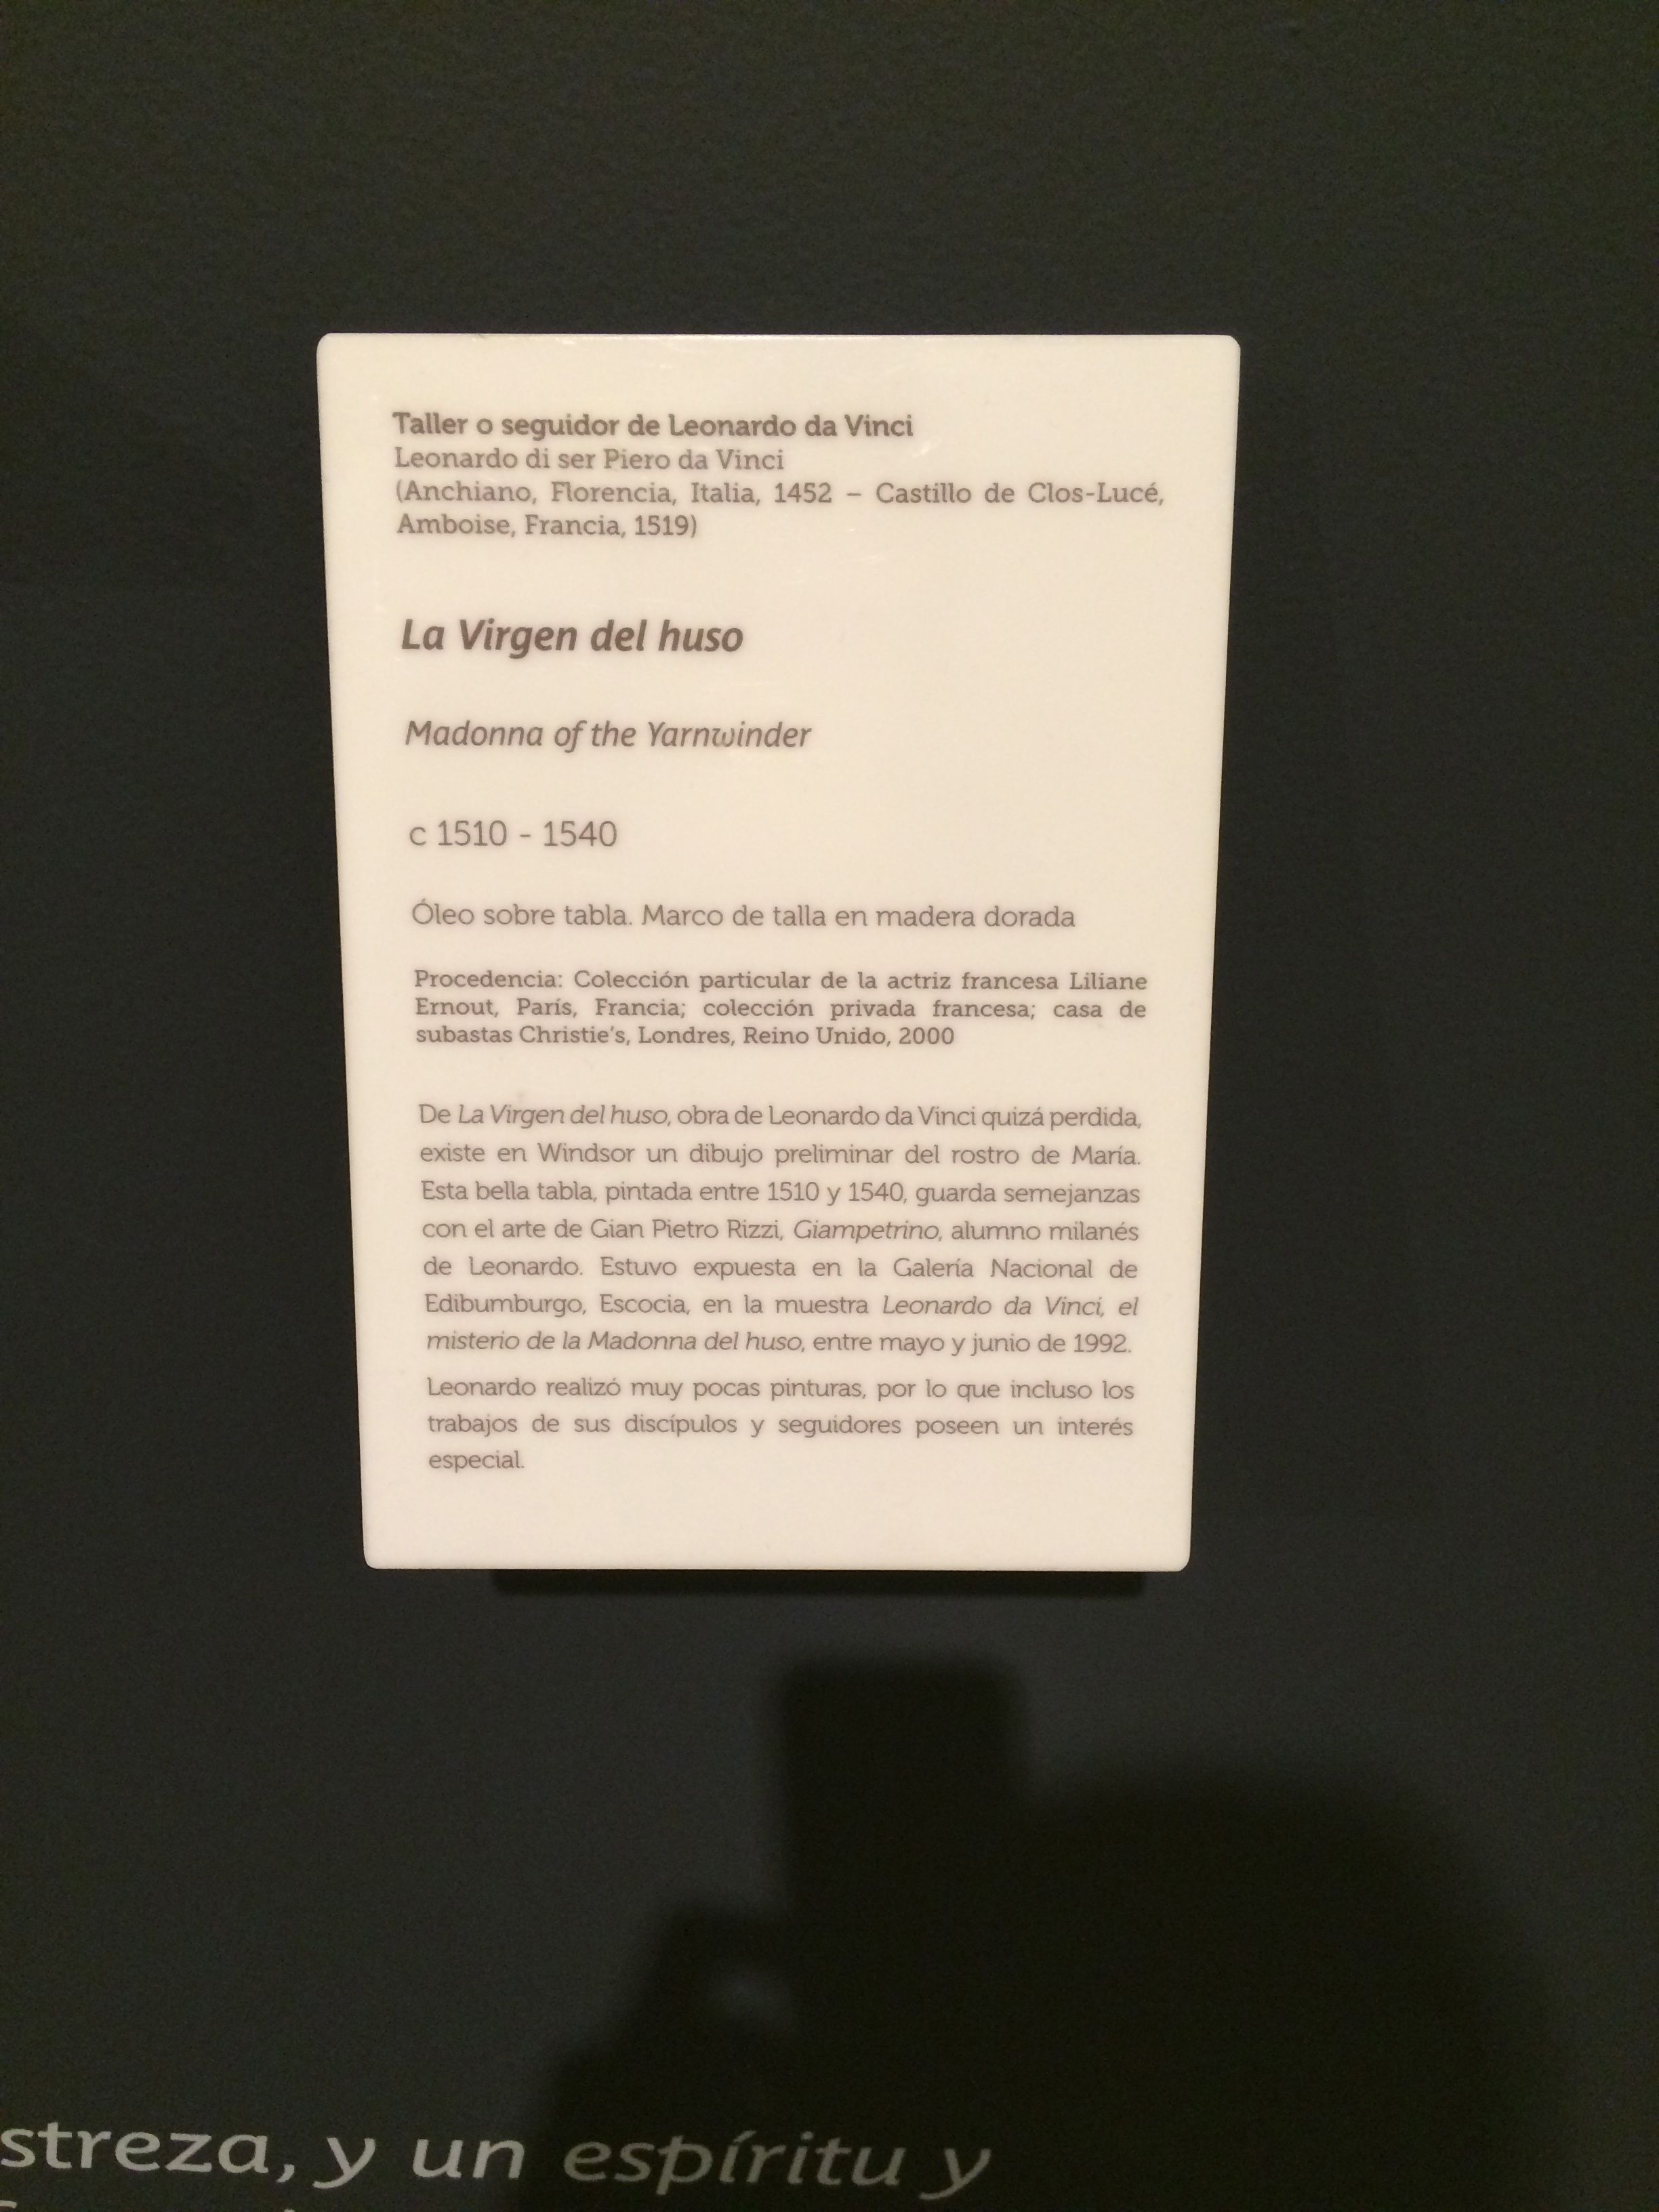 Taller o seguidor de Leonardo da Vinci
Leonardo di ser Piero da Vinci
(Anchiano, Florencia, Italia, 1452 – Castillo de Clos-Lucé,
Amboise, Francia, 1519)
La Virgen del huso
Madonna of the Yarnwinder
c 1510 - 1540
Óleo sobre tabla. Marco de talla en madera dorada
Procedencia: Colección particular de la actriz francesa Liliane
Ernout, París, Francia; colección privada francesa; casa de
subastas Christie's, Londres, Reino Unido, 2000
De La Virgen del huso, obra de Leonardo da Vinci quizá perdida,
existe en Windsor un dibujo preliminar del rostro de María.
Esta bella tabla, pintada entre 1510 y 1540, guarda semejanzas
con el arte de Gian Pietro Rizzi, Giampetrino, alumno milanés
de Leonardo. Estuvo expuesta en la Galería Nacional de
Edibumburgo, Escocia, en la muestra Leonardo da Vinci, el
misterio de la Madonna del huso, entre mayo y junio de 1992.
Leonardo realizó muy pocas pinturas, por lo que incluso los
trabajos de sus discípulos y seguidores poseen un interés
especial.
streza, y un espíritu y